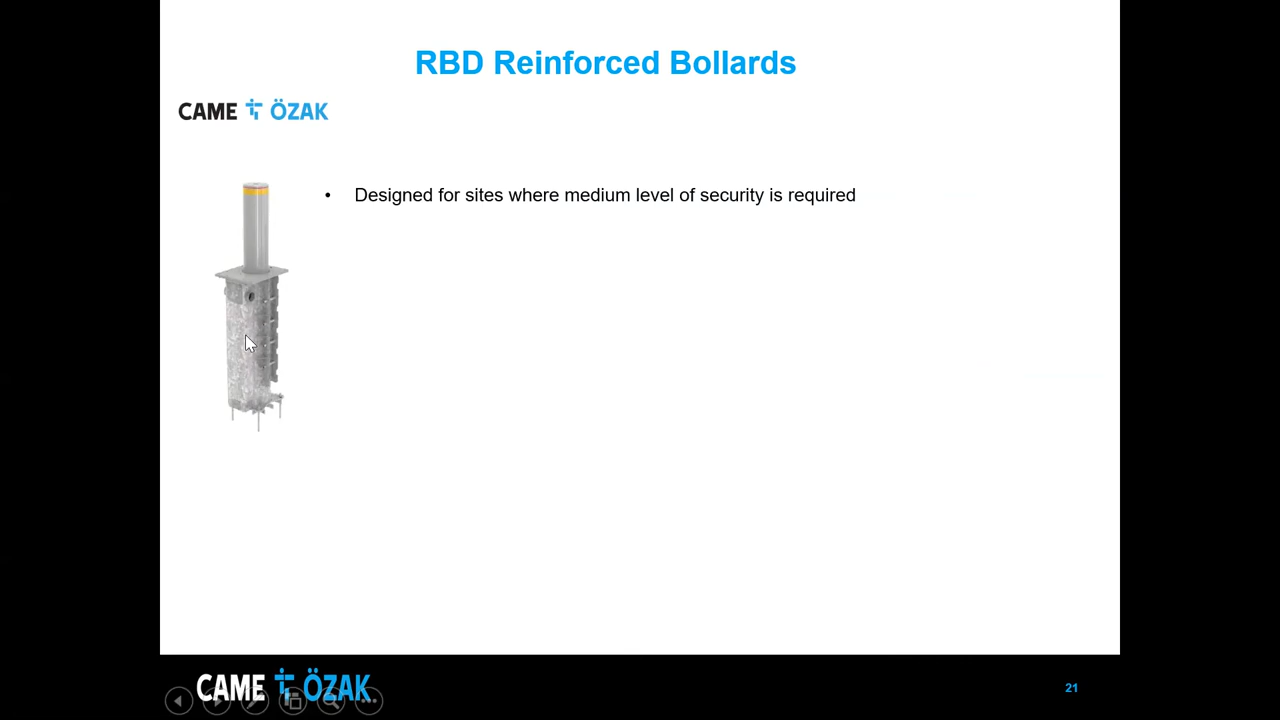 RBD Reinforced Bollards
CAME ÖZAK
• Designed for sites where medium level of security is required
CAME ÖZAK
21